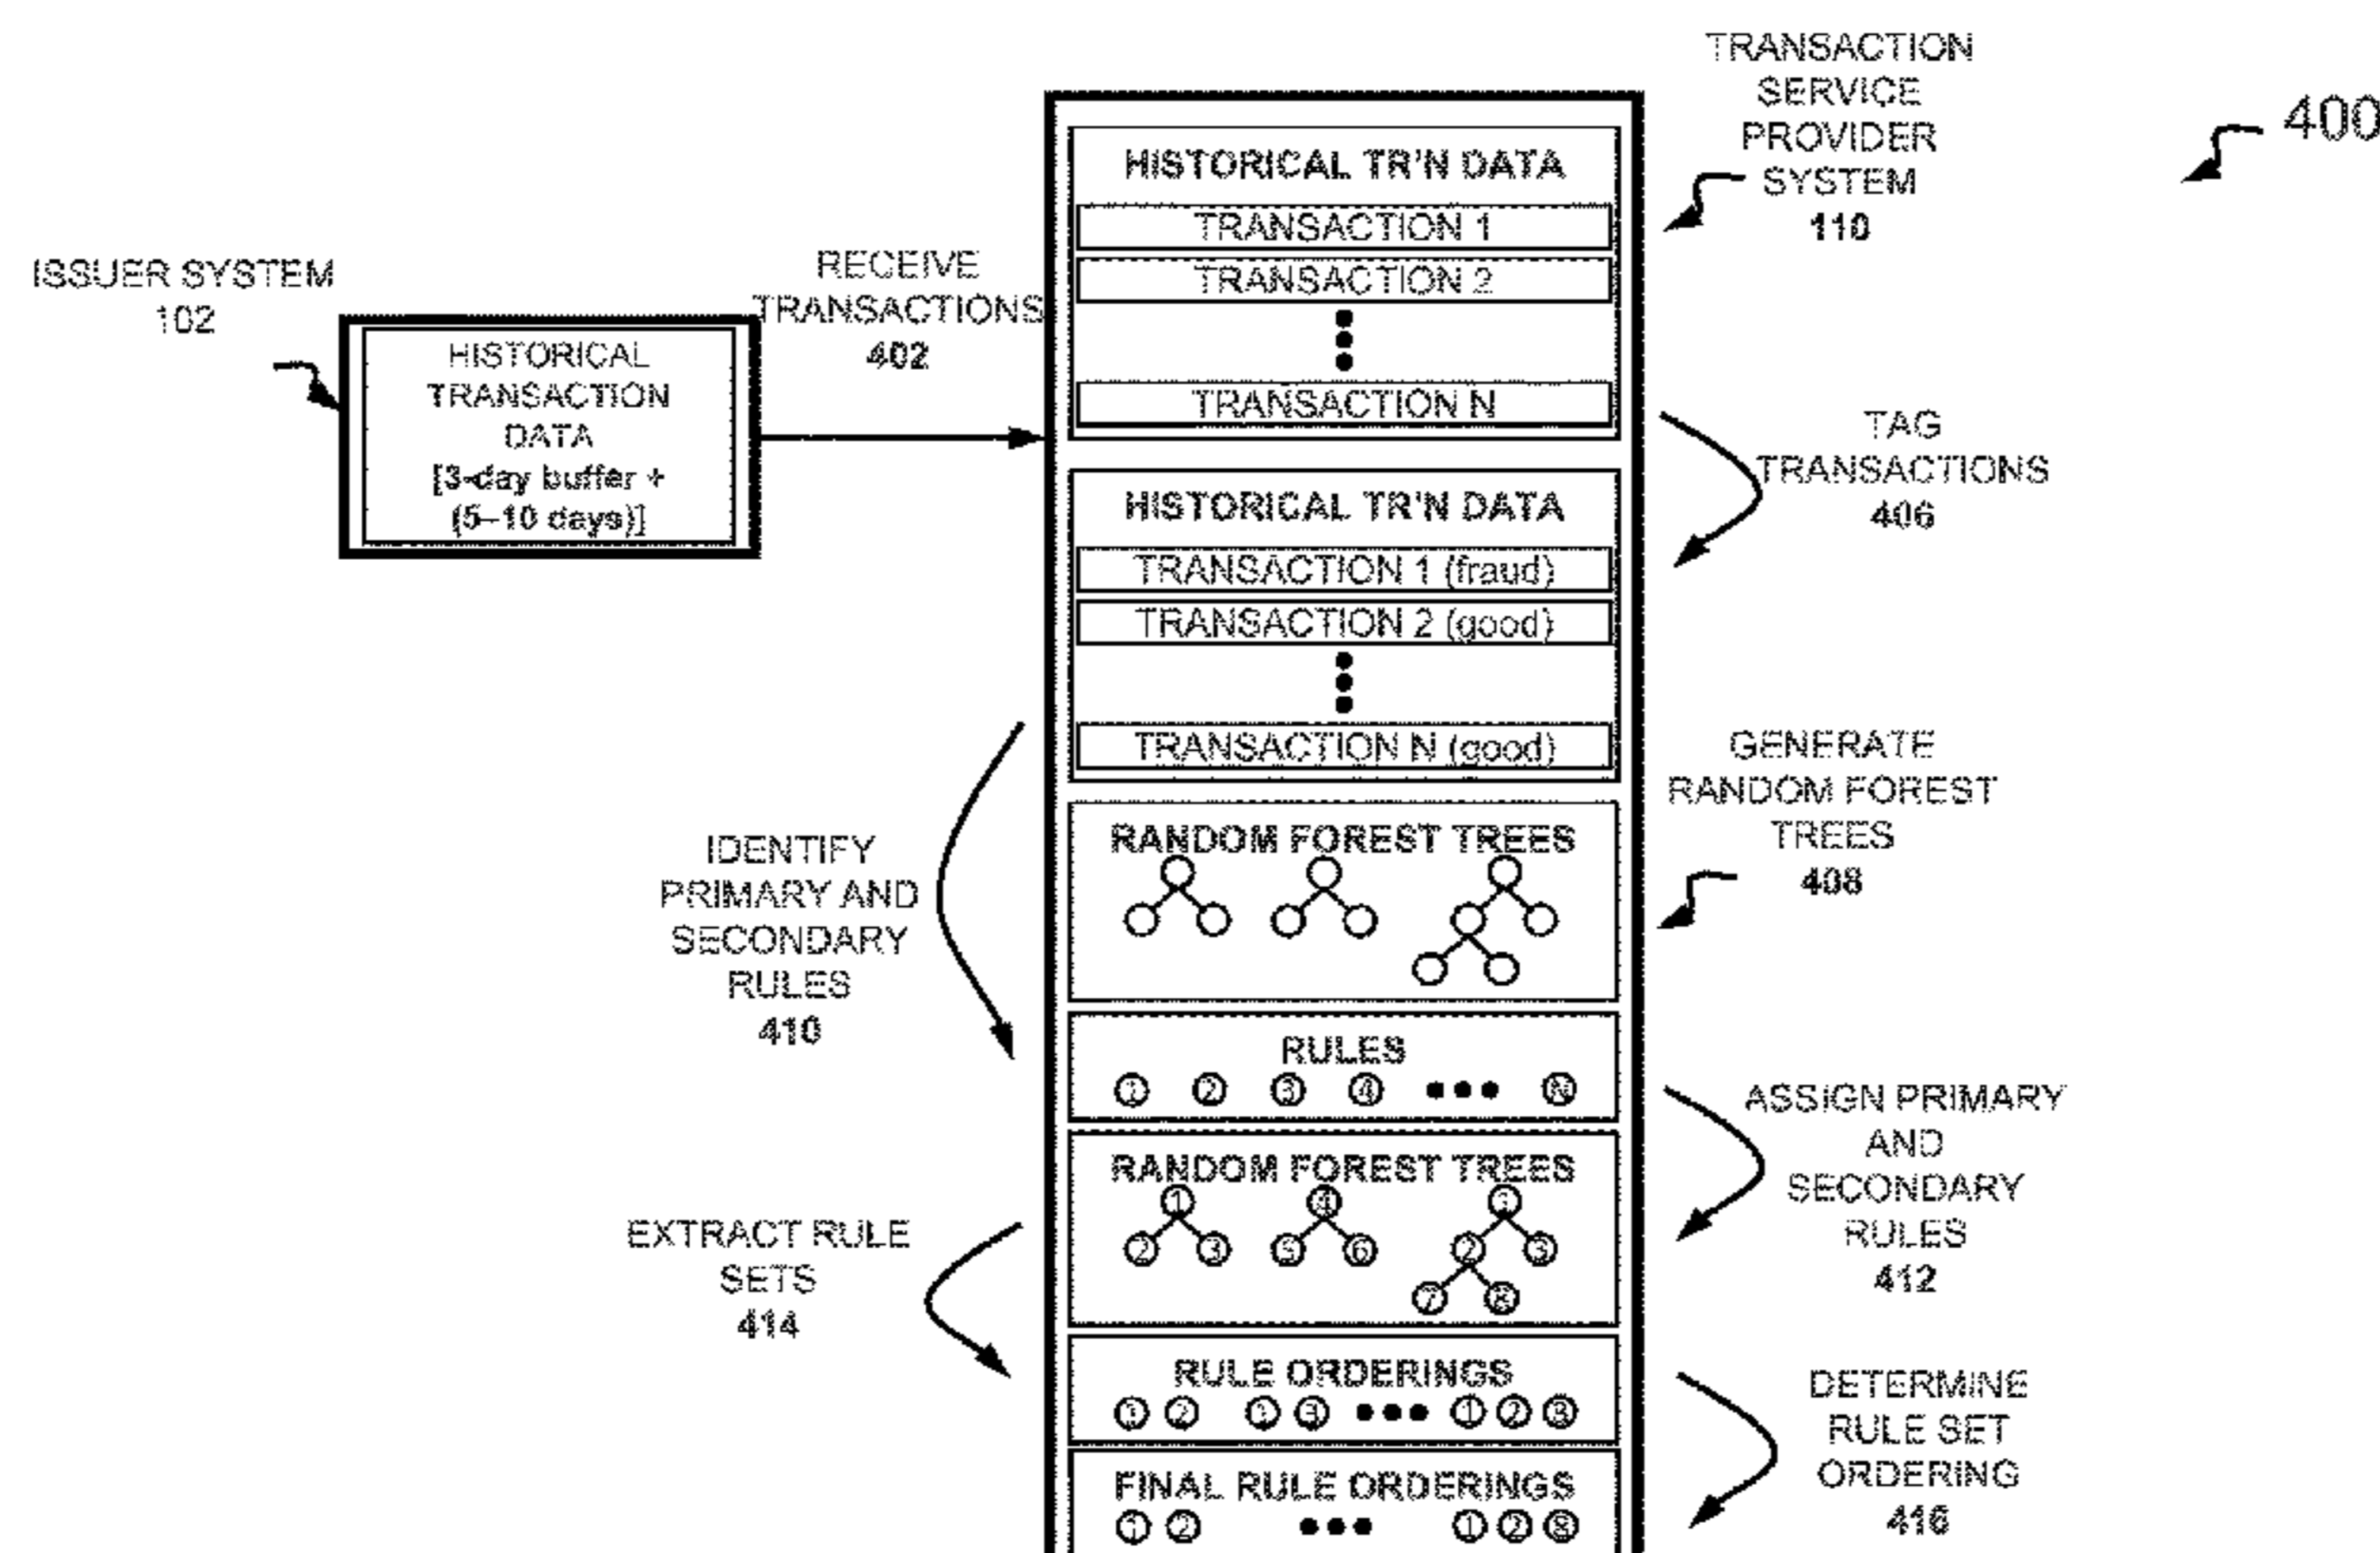 TRANSACTION
SERVICE
PROVIDER
SYSTEM
110
400
ISSUER SYSTEM
102
HISTORICAL
TRANSACTION
DATA
[3-day buffer +
(5–10 days)]
RECEIVE
TRANSACTIONS
402
HISTORICAL TR'N DATA
TRANSACTION 1
TRANSACTION 2
TRANSACTION N
TAG
TRANSACTIONS
406
HISTORICAL TR'N DATA
TRANSACTION 1 (fraud)
TRANSACTION 2 (good)
TRANSACTION N (good)
GENERATE
RANDOM FOREST
TREES
408
RANDOM FOREST TREES
IDENTIFY
PRIMARY AND
SECONDARY
RULES
410
RULES
1 2 3 4 N
ASSIGN PRIMARY
AND
SECONDARY
RULES
412
RANDOM FOREST TREES
1 4
2 3 5 6 2 3
7 8
EXTRACT RULE
SETS
414
RULE ORDERINGS
2 3 1 2 8
DETERMINE
RULE SET
ORDERING
416
FINAL RULE ORDERINGS
1 2 1 2 8